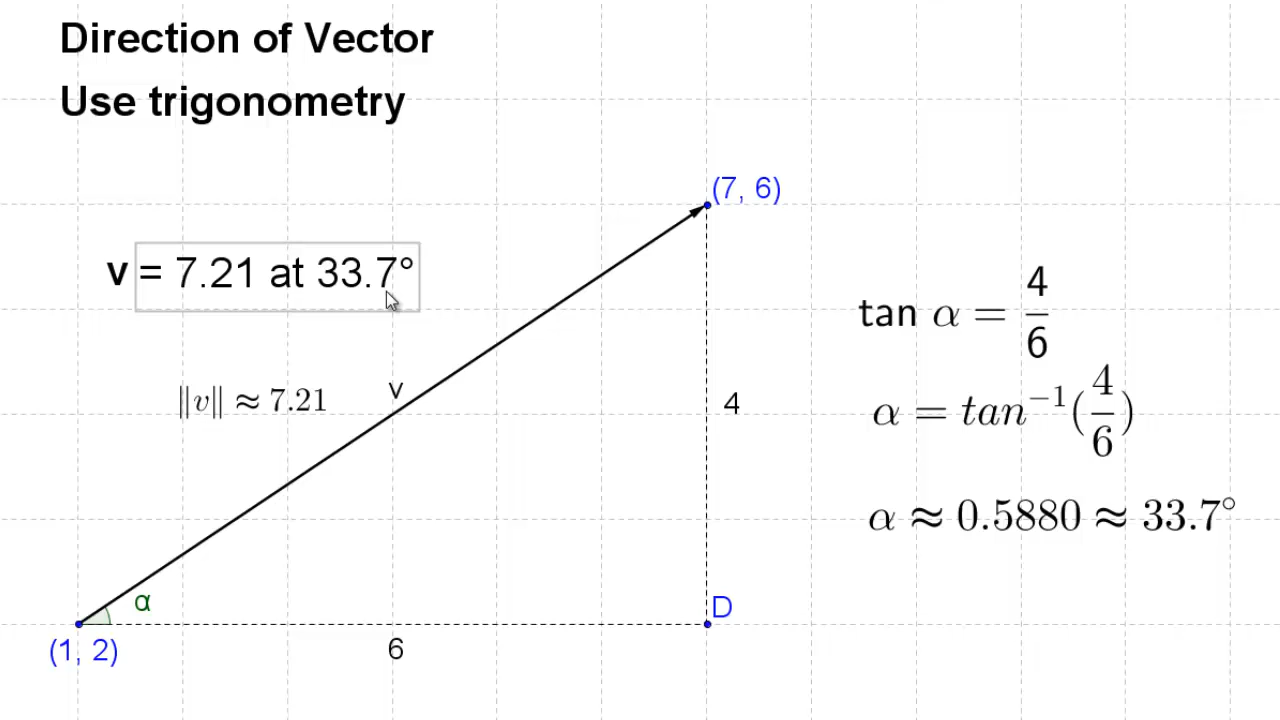 Direction of Vector
Use trigonometry
(7, 6)
v = 7.21 at 33.7°
tan α = 4/6
‖v‖ ≈ 7.21
v
4
α = tan⁻¹(4/6)
α ≈ 0.5880 ≈ 33.7°
α
D
(1, 2)
6